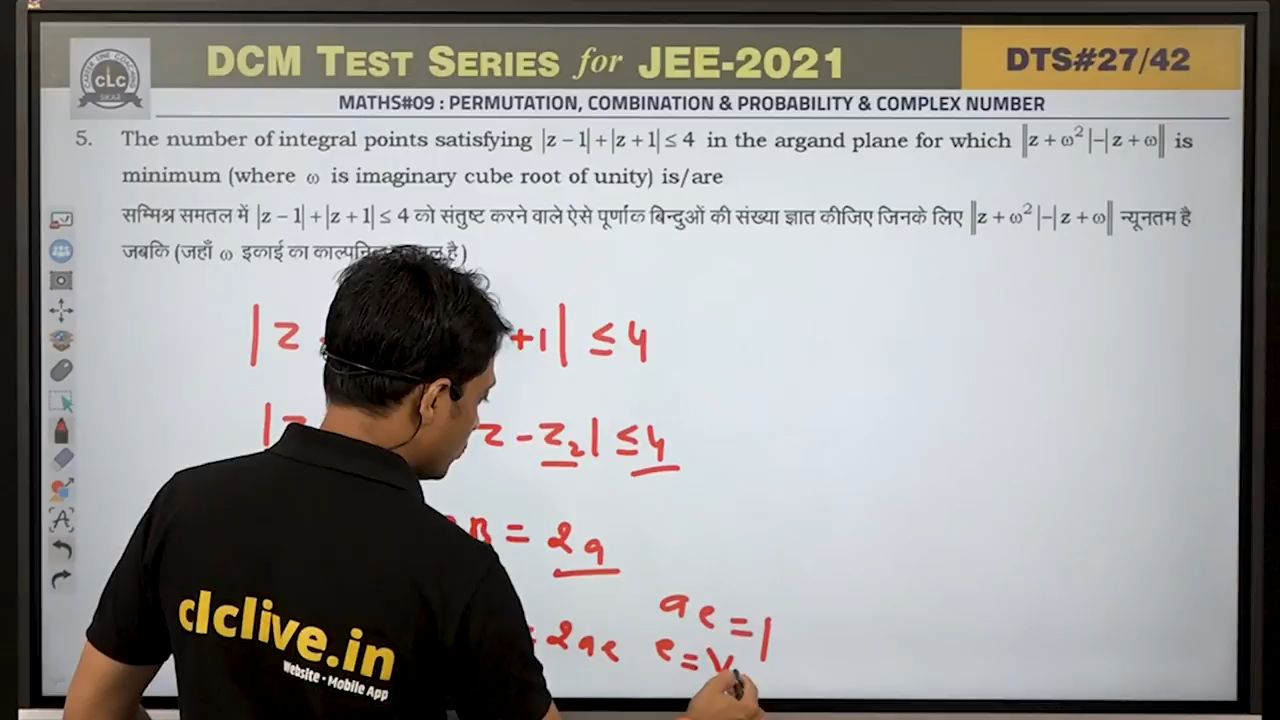 DCM TEST SERIES for JEE-2021
DTS#27/42
CLC
SIKAR
MATHS#09 : PERMUTATION, COMBINATION & PROBABILITY & COMPLEX NUMBER
5. The number of integral points satisfying |z – 1| + |z + 1| ≤ 4 in the argand plane for which ||z + ω²| – |z + ω|| is
minimum (where ω is imaginary cube root of unity) is/are
सम्मिश्र समतल में |z – 1| + |z + 1| ≤ 4 को संतुष्ट करने वाले ऐसे पूर्णांक बिन्दुओं की संख्या ज्ञात कीजिए जिनके लिए ||z + ω²| – |z + ω|| न्यूनतम है
जबकि (जहाँ ω इकाई का है)
|z +1| ≤ 4
|z z - z₂| ≤ 4
B = 2a
ae = 1
= 2ae e =
clclive.in
Website • Mobile App